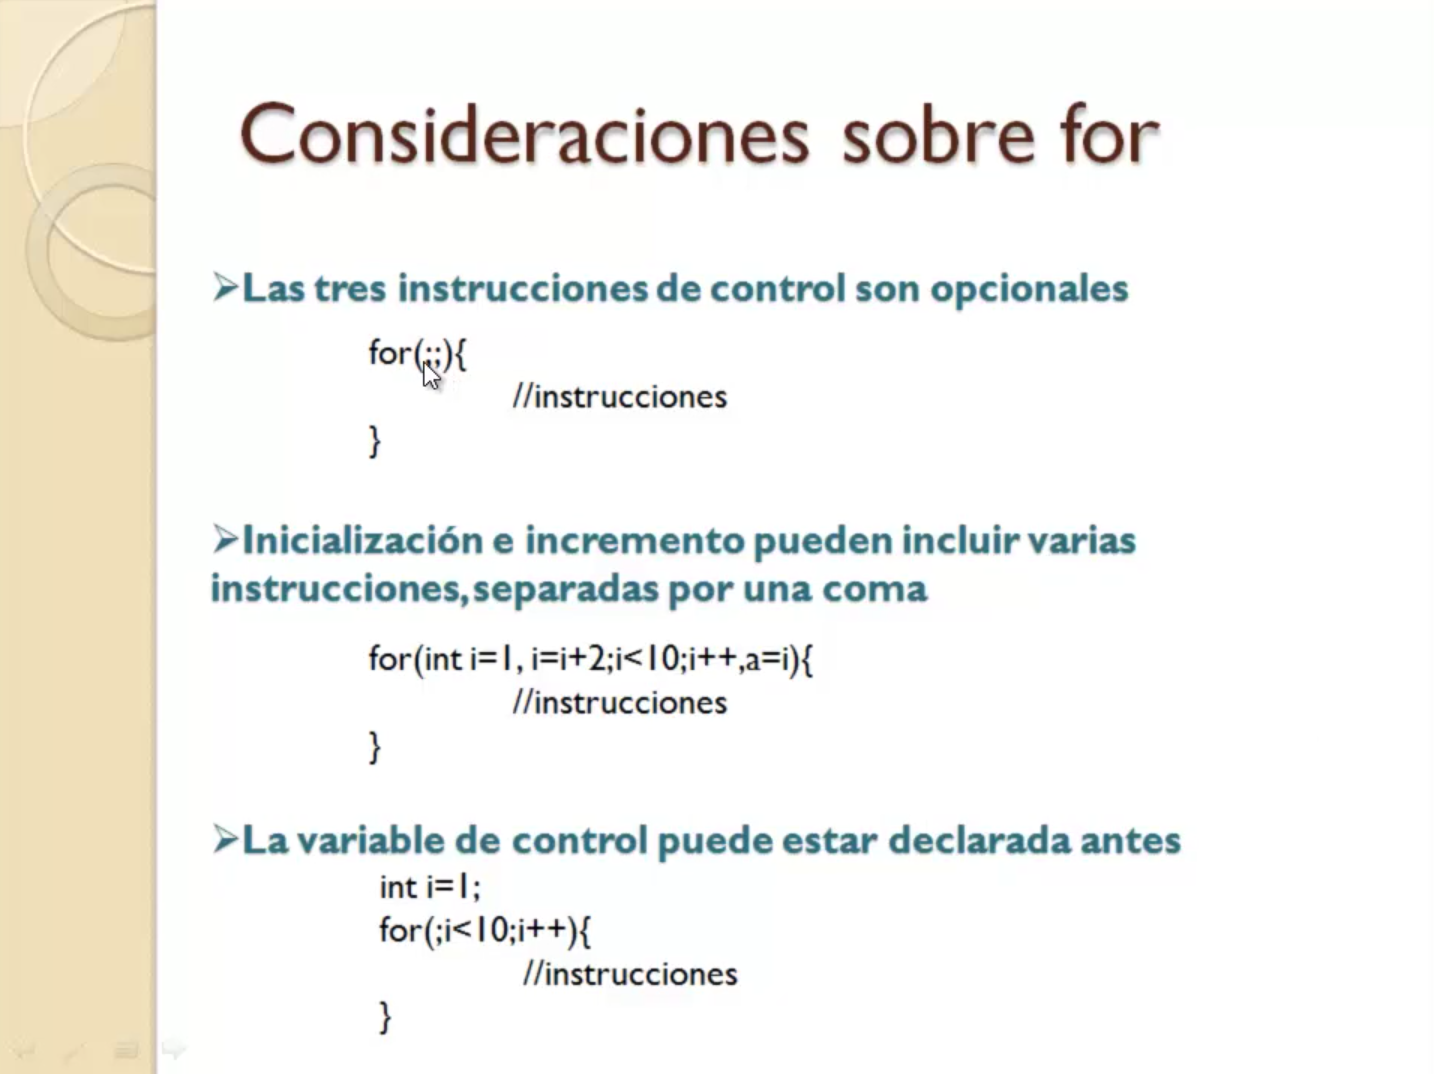 Consideraciones sobre for
➢Las tres instrucciones de control son opcionales
for(;;){
//instrucciones
}
➢Inicialización e incremento pueden incluir varias
instrucciones,separadas por una coma
for(int i=1, i=i+2;i<10;i++,a=i){
//instrucciones
}
➢La variable de control puede estar declarada antes
int i=1;
for(;i<10;i++){
//instrucciones
}